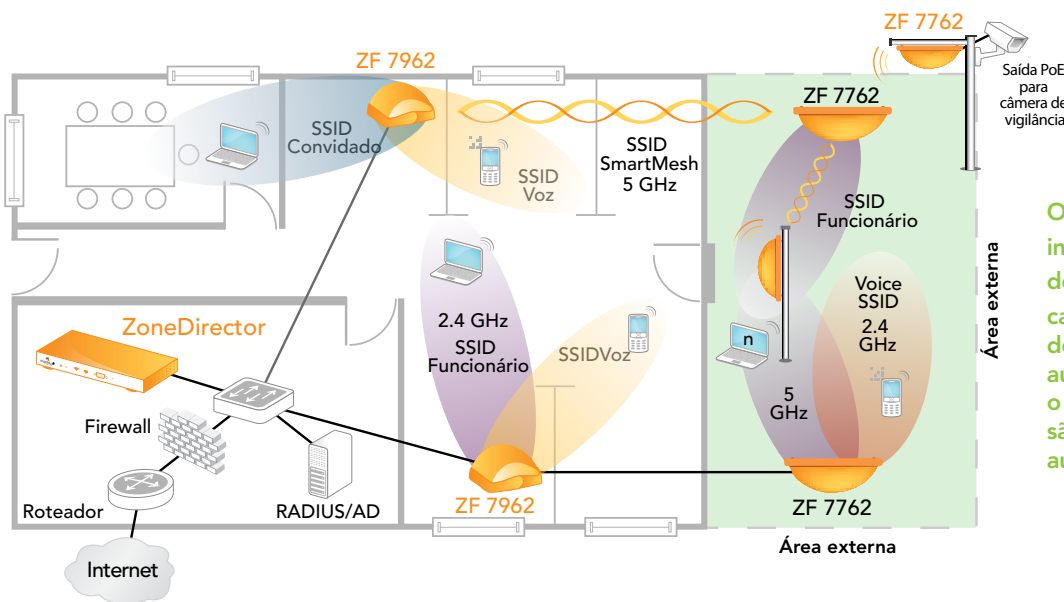 ZF 7762
ZF 7962
Saída PoE
para
câmera de
vigilância
ZF 7762
SSID
Convidado
SSID
SmartMesh
5 GHz
SSID
Voz
SSID
Funcionário
Área externa
Voice
SSID
2.4
GHz
2.4 GHz
SSID
Funcionário
SSIDVoz
ZoneDirector
n
5
GHz
Firewall
Roteador
RADIUS/AD
ZF 7962
ZF 7762
Área externa
Internet